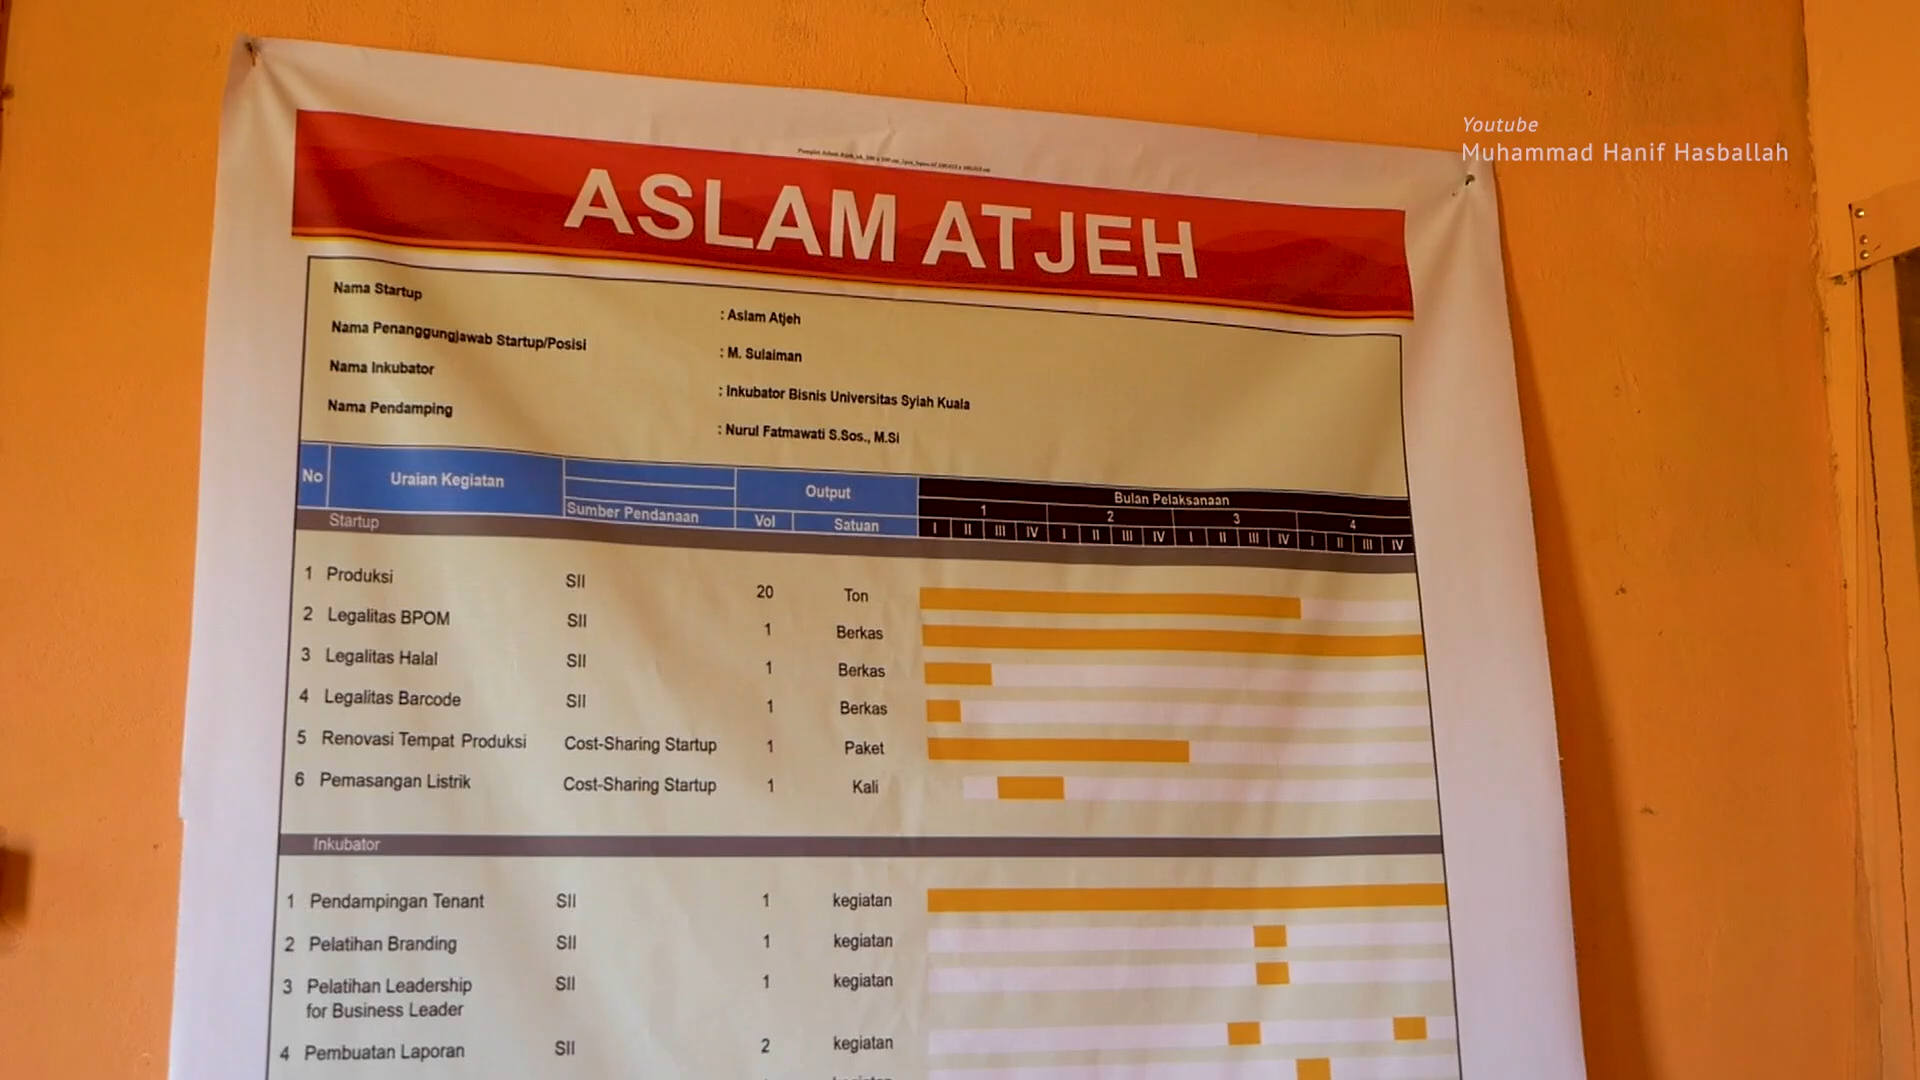 Youtube
Muhammad Hanif Hasballah
ASLAM ATJEH
Nama Startup : Aslam Atjeh
Nama Penanggungjawab Startup/Posisi : M. Sulaiman
Nama Inkubator : Inkubator Bisnis Universitas Syiah Kuala
Nama Pendamping : Nurul Fatmawati S.Sos., M.Si
No Uraian Kegiatan Sumber Pendanaan Output Vol Satuan Bulan Pelaksanaan
1 2 3 4
I II III IV I II III IV I II III IV I II III IV
Startup
1 Produksi SII 20 Ton
2 Legalitas BPOM SII 1 Berkas
3 Legalitas Halal SII 1 Berkas
4 Legalitas Barcode SII 1 Berkas
5 Renovasi Tempat Produksi Cost-Sharing Startup 1 Paket
6 Pemasangan Listrik Cost-Sharing Startup 1 Kali
Inkubator
1 Pendampingan Tenant SII 1 kegiatan
2 Pelatihan Branding SII 1 kegiatan
3 Pelatihan Leadership SII 1 kegiatan
for Business Leader
4 Pembuatan Laporan SII 2 kegiatan